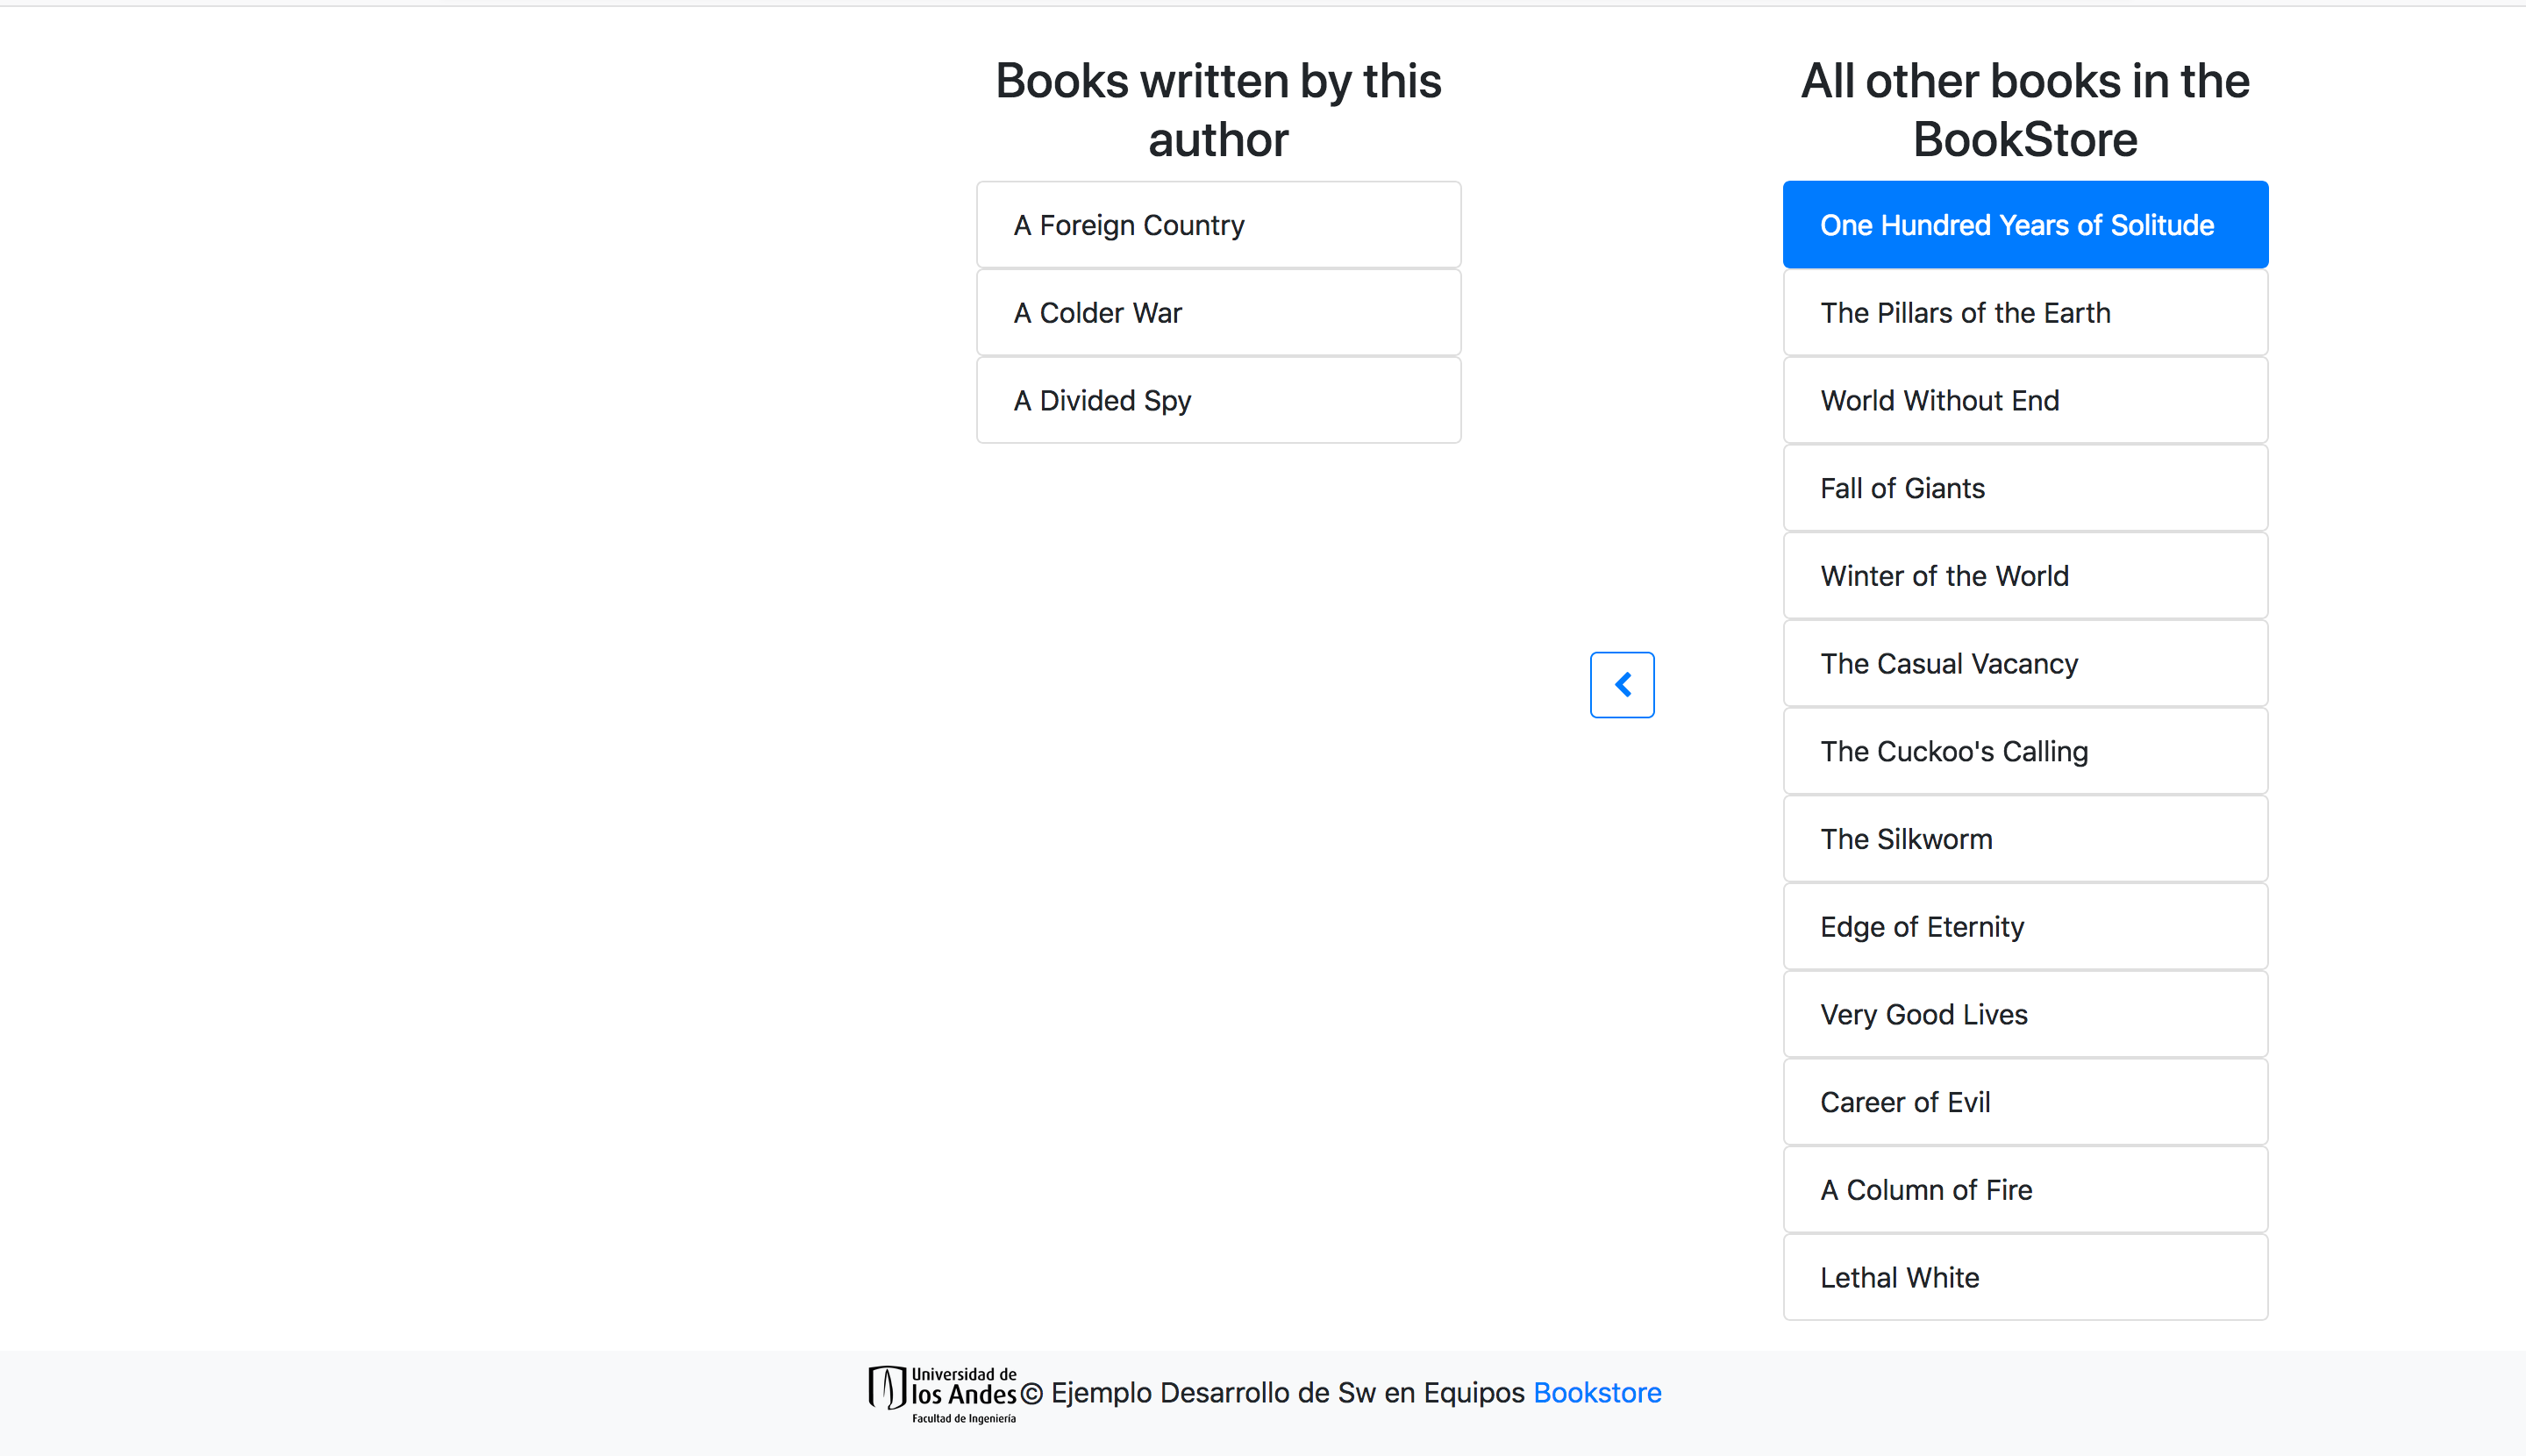 Books written by this
author
A Foreign Country
A Colder War
A Divided Spy
All other books in the
BookStore
One Hundred Years of Solitude
The Pillars of the Earth
World Without End
Fall of Giants
Winter of the World
The Casual Vacancy
The Cuckoo's Calling
The Silkworm
Edge of Eternity
Very Good Lives
Career of Evil
A Column of Fire
Lethal White
Universidad de
los Andes
Facultad de Ingeniería
© Ejemplo Desarrollo de Sw en Equipos Bookstore